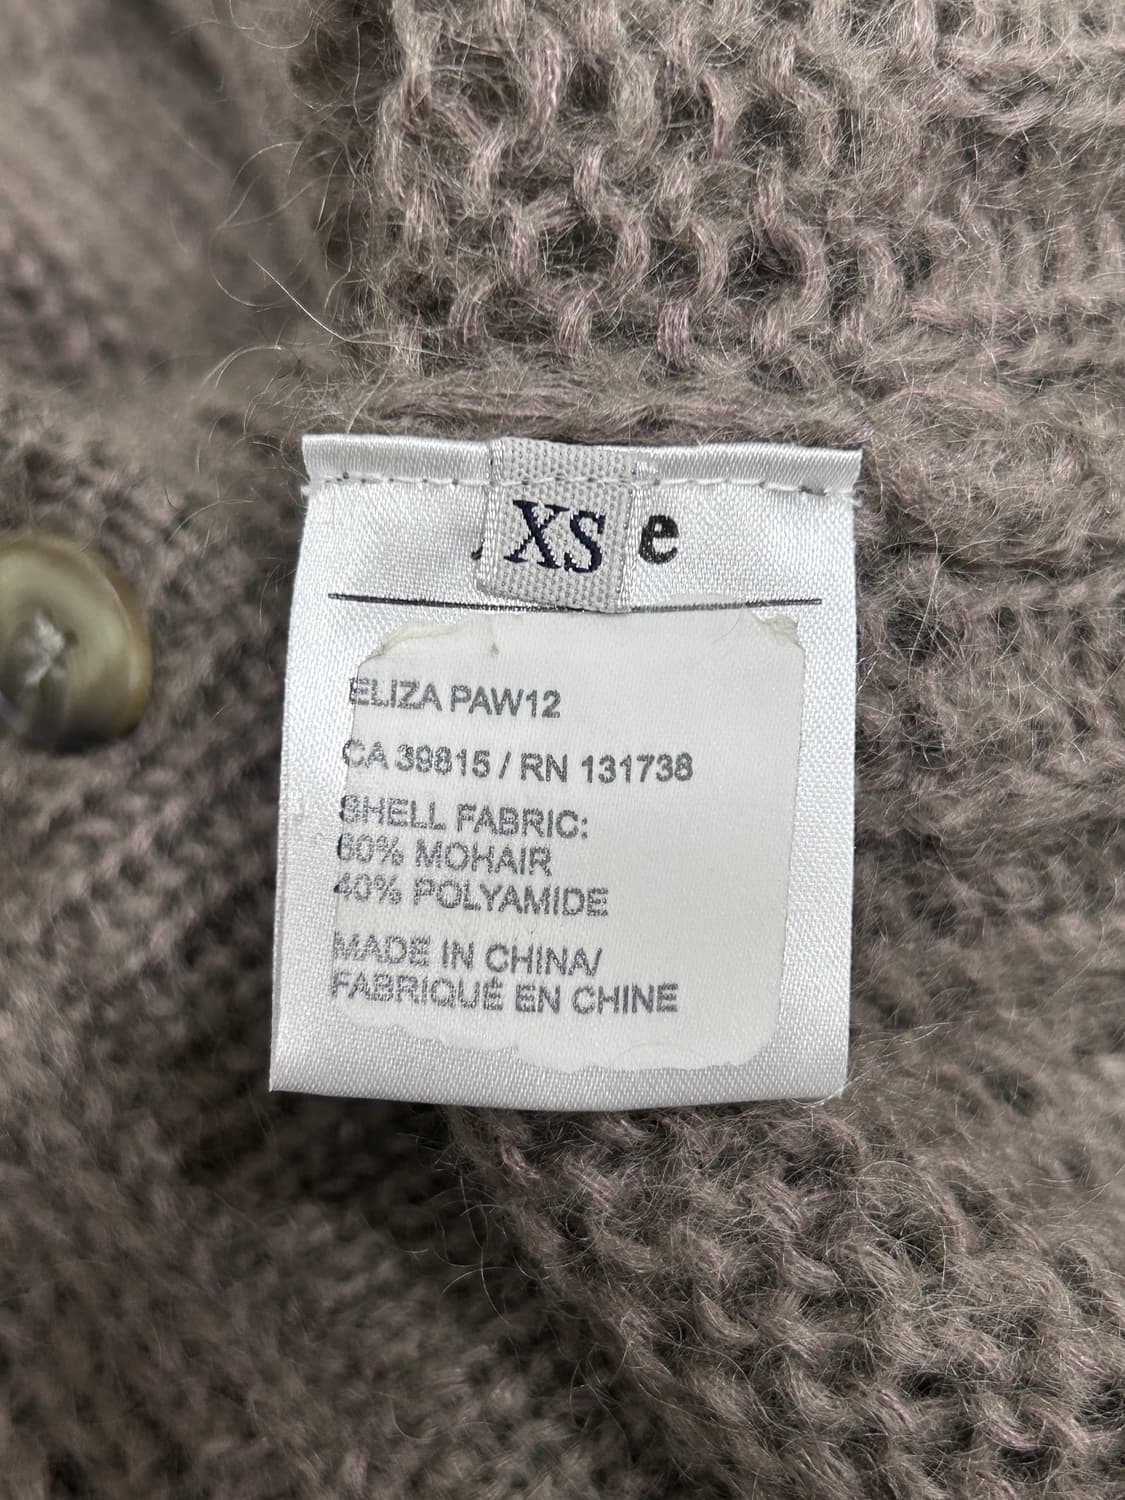 XS
e
ELIZA PAW12
CA 39815 / RN 131738
SHELL FABRIC:
60% MOHAIR
40% POLYAMIDE
MADE IN CHINA/
FABRIQUÉ EN CHINE